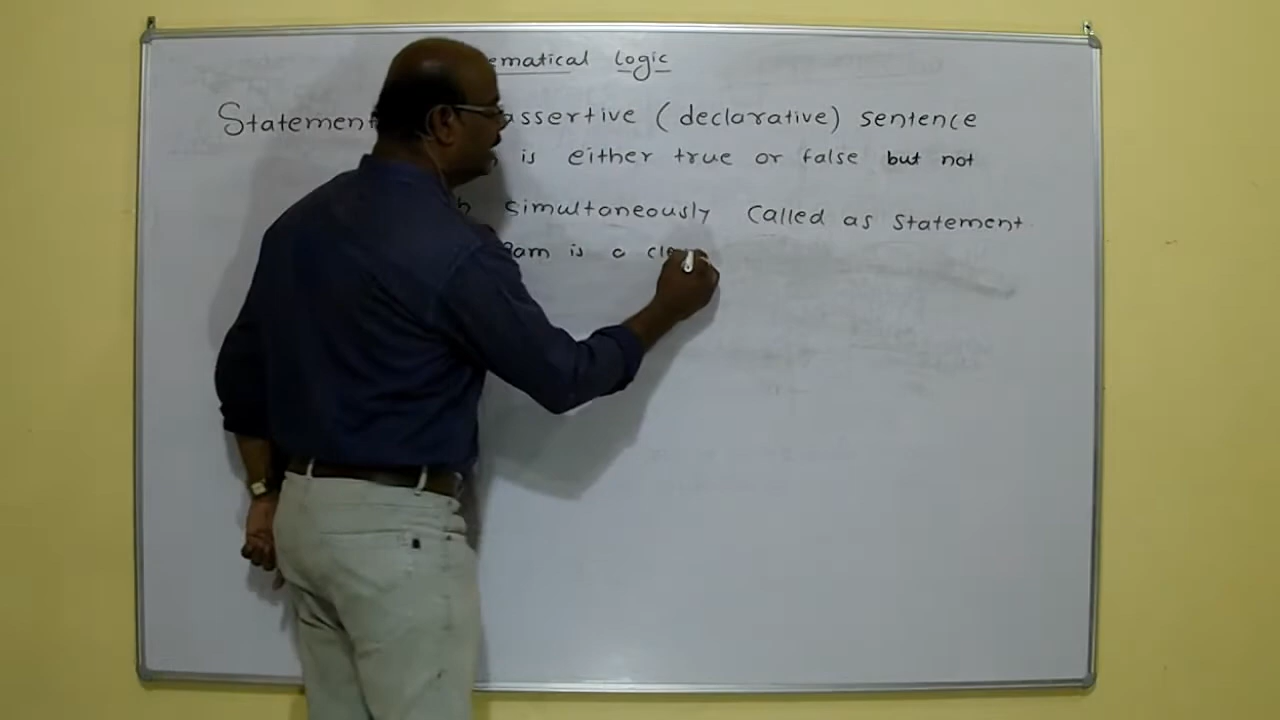 ematical logic
Statement assertive (declarative) sentence
is either true or false but not
h simultaneously called as statement.
Ram is a cle